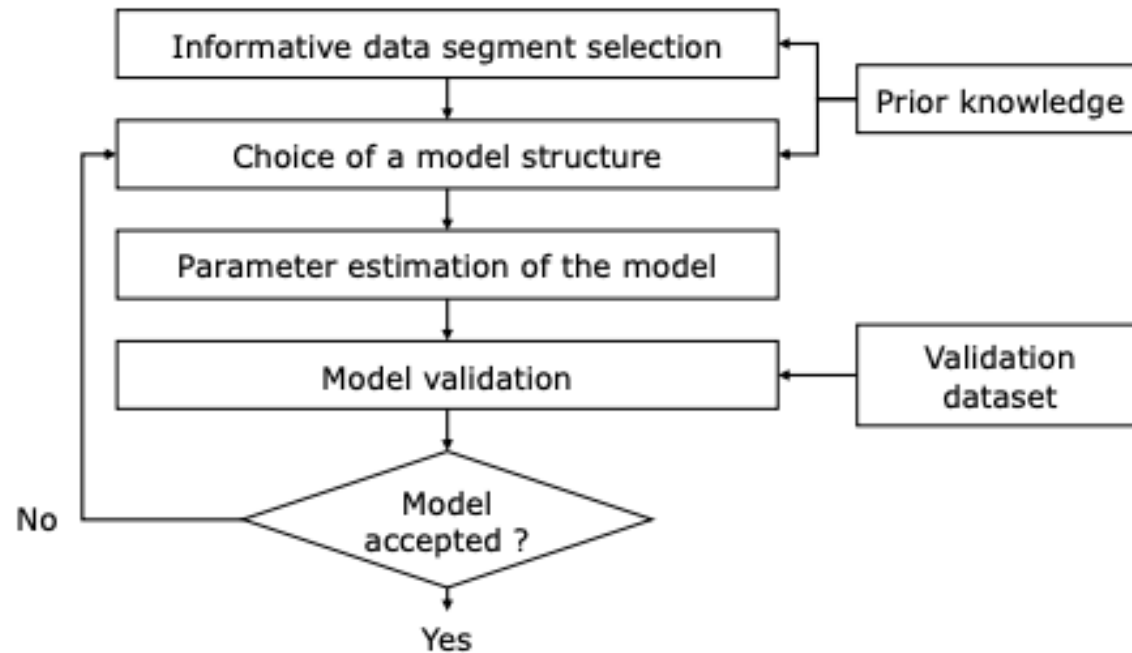 Informative data segment selection
Prior knowledge
Choice of a model structure
Parameter estimation of the model
Model validation
Validation
dataset
Model
accepted ?
No
Yes